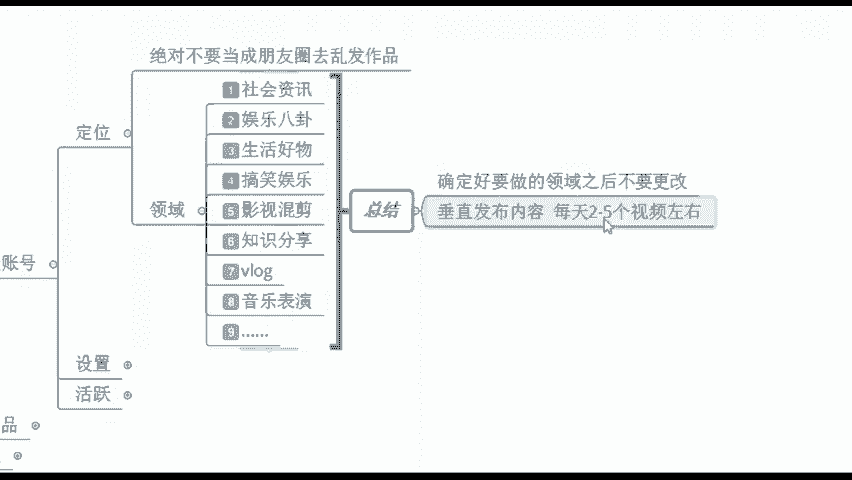 绝对不要当成朋友圈去乱发作品
1 社会资讯
2 娱乐八卦
定位
3 生活好物
4 搞笑娱乐
确定好要做的领域之后不要更改
领域
5 影视混剪
总结
垂直发布内容 每天2-5个视频左右
6 知识分享
账号
7 vlog
8 音乐表演
9 ......
设置
活跃
品